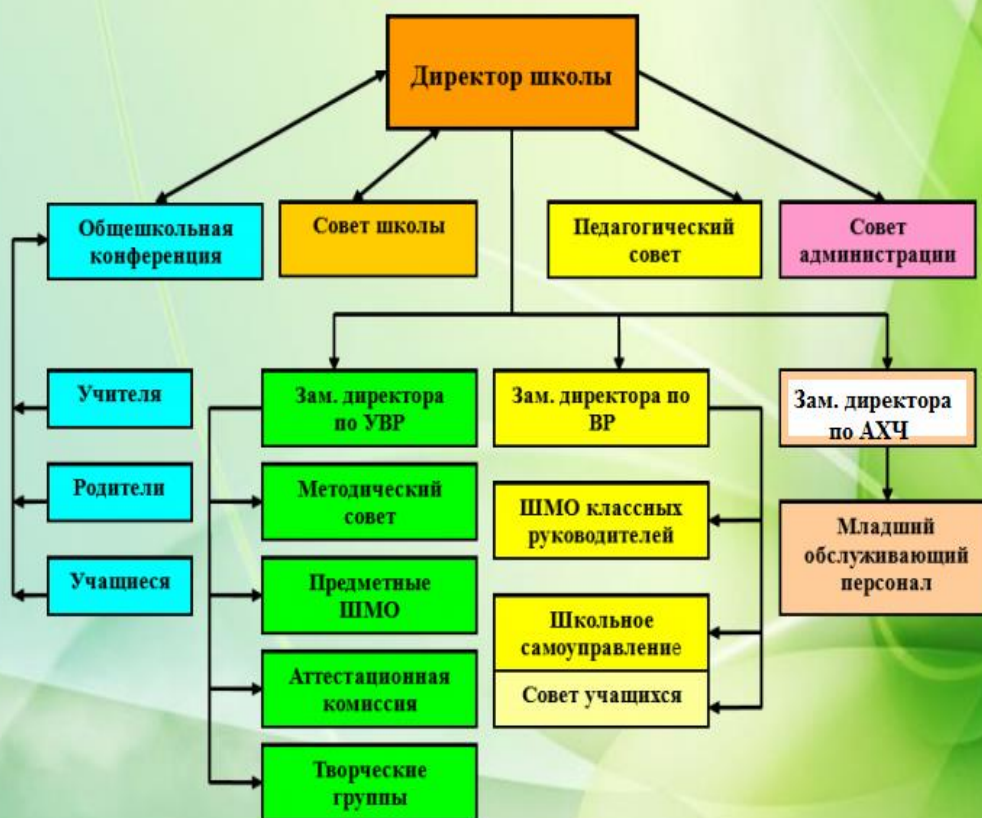 Директор школы
Общешкольная
конференция
Совет школы
Педагогический
совет
Совет
администрации
Учителя
Родители
Учащиеся
Зам. директора
по УВР
Методический
совет
Предметные
ШМО
Аттестационная
комиссия
Творческие
группы
Зам. директора по
ВР
ШМО классных
руководителей
Школьное
самоуправление
Совет учащихся
Зам. директора
по АХЧ
Младший
обслуживающий
персонал